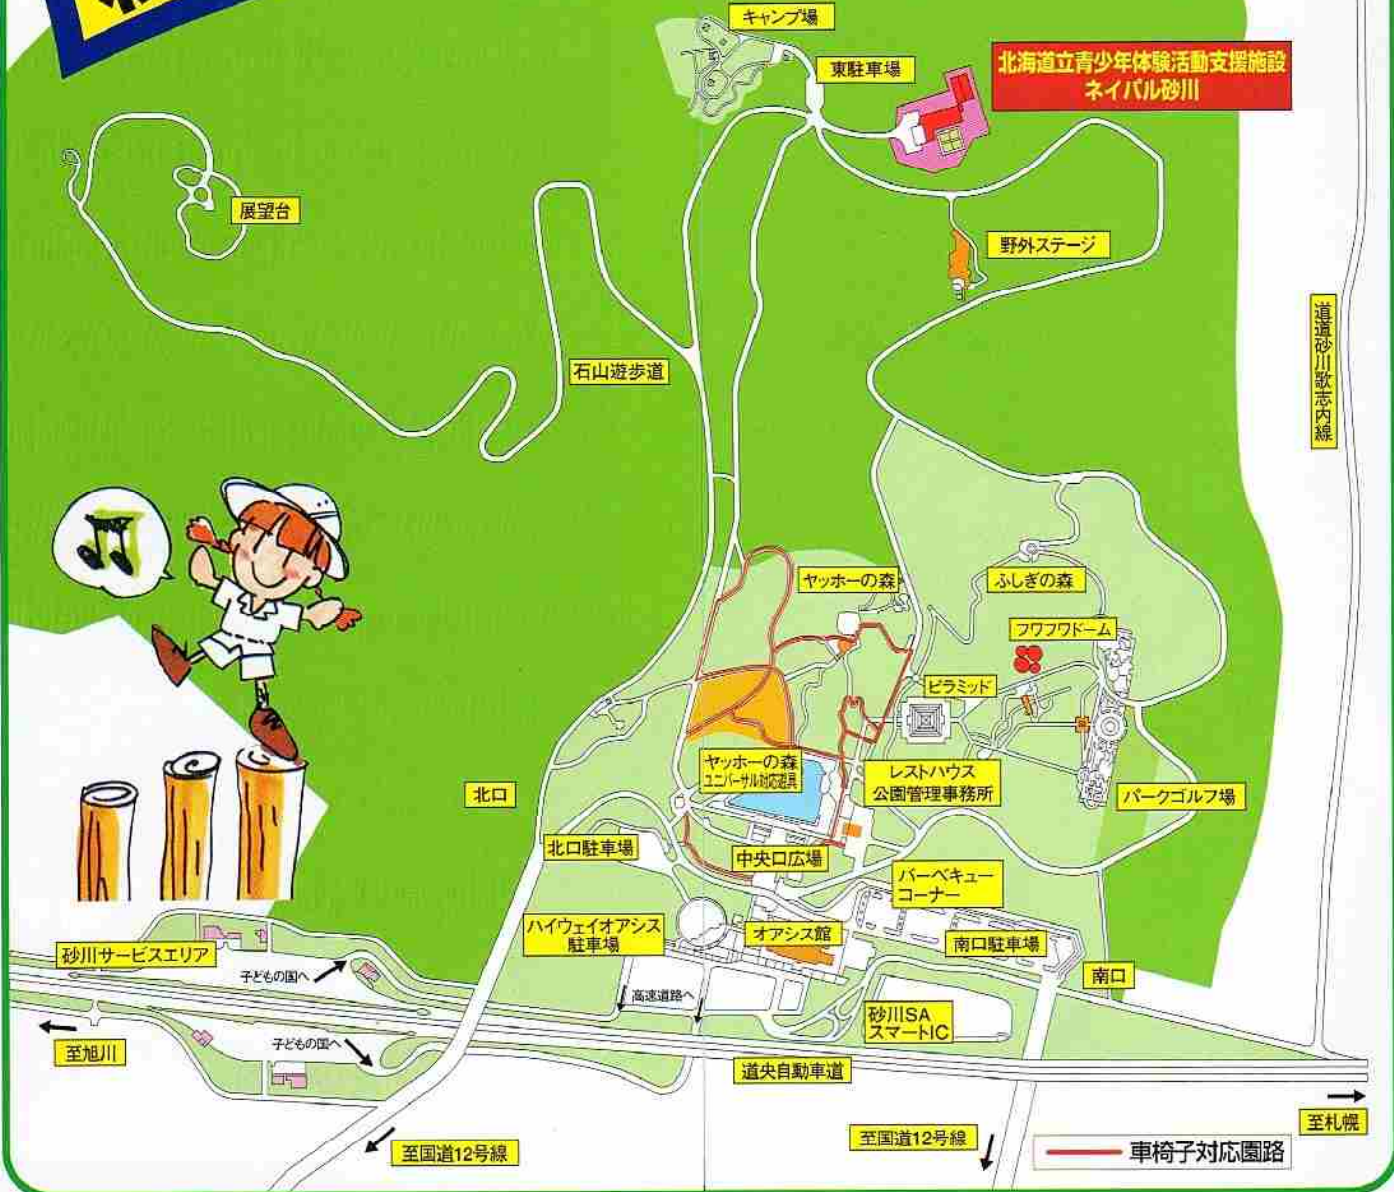 キャンプ場
東駐車場
北海道立青少年体験活動支援施設
ネイパル砂川
展望台
野外ステージ
道道砂川歌志内線
石山遊歩道
ヤッホーの森
ふしぎの森
フワフワドーム
ピラミッド
ヤッホーの森
ユニバーサル対応遊具
レストハウス
公園管理事務所
パークゴルフ場
北口
北口駐車場
中央口広場
バーベキュー
コーナー
ハイウェイオアシス
駐車場
オアシス館
南口駐車場
南口
砂川サービスエリア
子どもの国へ
高速道路へ
砂川SA
スマートIC
至旭川
子どもの国へ
道央自動車道
至札幌
至国道12号線
至国道12号線
車椅子対応園路